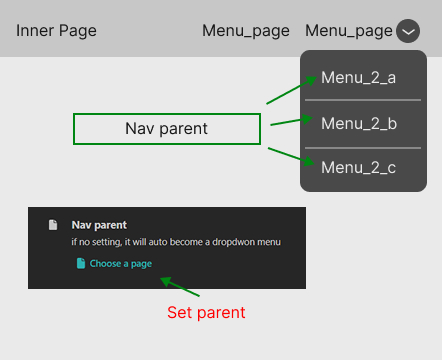 Inner Page
Menu_page
Menu_page
Menu_2_a
Nav parent
Menu_2_b
Menu_2_c
Nav parent
if no setting, it will auto become a dropdwon menu
Choose a page
Set parent